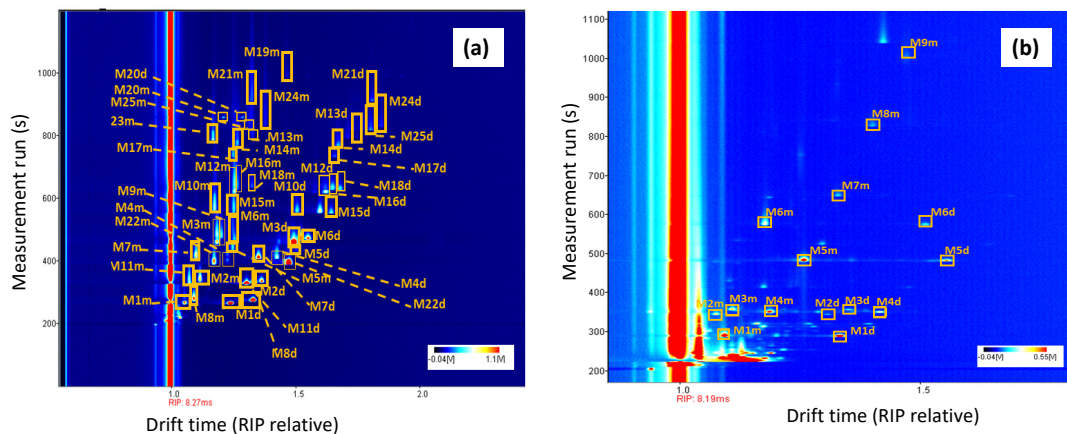 (a)
M19m
M20d
M21m
M21d
M20m
M24m
M24d
M25m
M13d
23m
M13m
M25d
M14m
M14d
M17m
M12m
M16m
M12d
M17d
M18m
M18d
M9m
M10m
M10d
M16d
M4m
M15m
M15d
M22m
M3m
M6m
M3d
M6d
M7m
M5d
M4d
M11m
M2m
M5m
M22d
M2d
M7d
M1m
M1d
M11d
M8m
M8d
1000
800
600
400
200
-0.04[V]
1.1[V]
1.0
1.5
2.0
RIP: 8.27ms
Measurement run (s)
Drift time (RIP relative)
(b)
M9m
M8m
M7m
M6m
M6d
M5m
M5d
M2m
M3m
M4m
M2d
M3d
M4d
M1m
M1d
1100
1000
900
800
700
600
500
400
300
200
-0.04[V]
0.55[V]
1.0
1.5
RIP: 8.19ms
Measurement run (s)
Drift time (RIP relative)